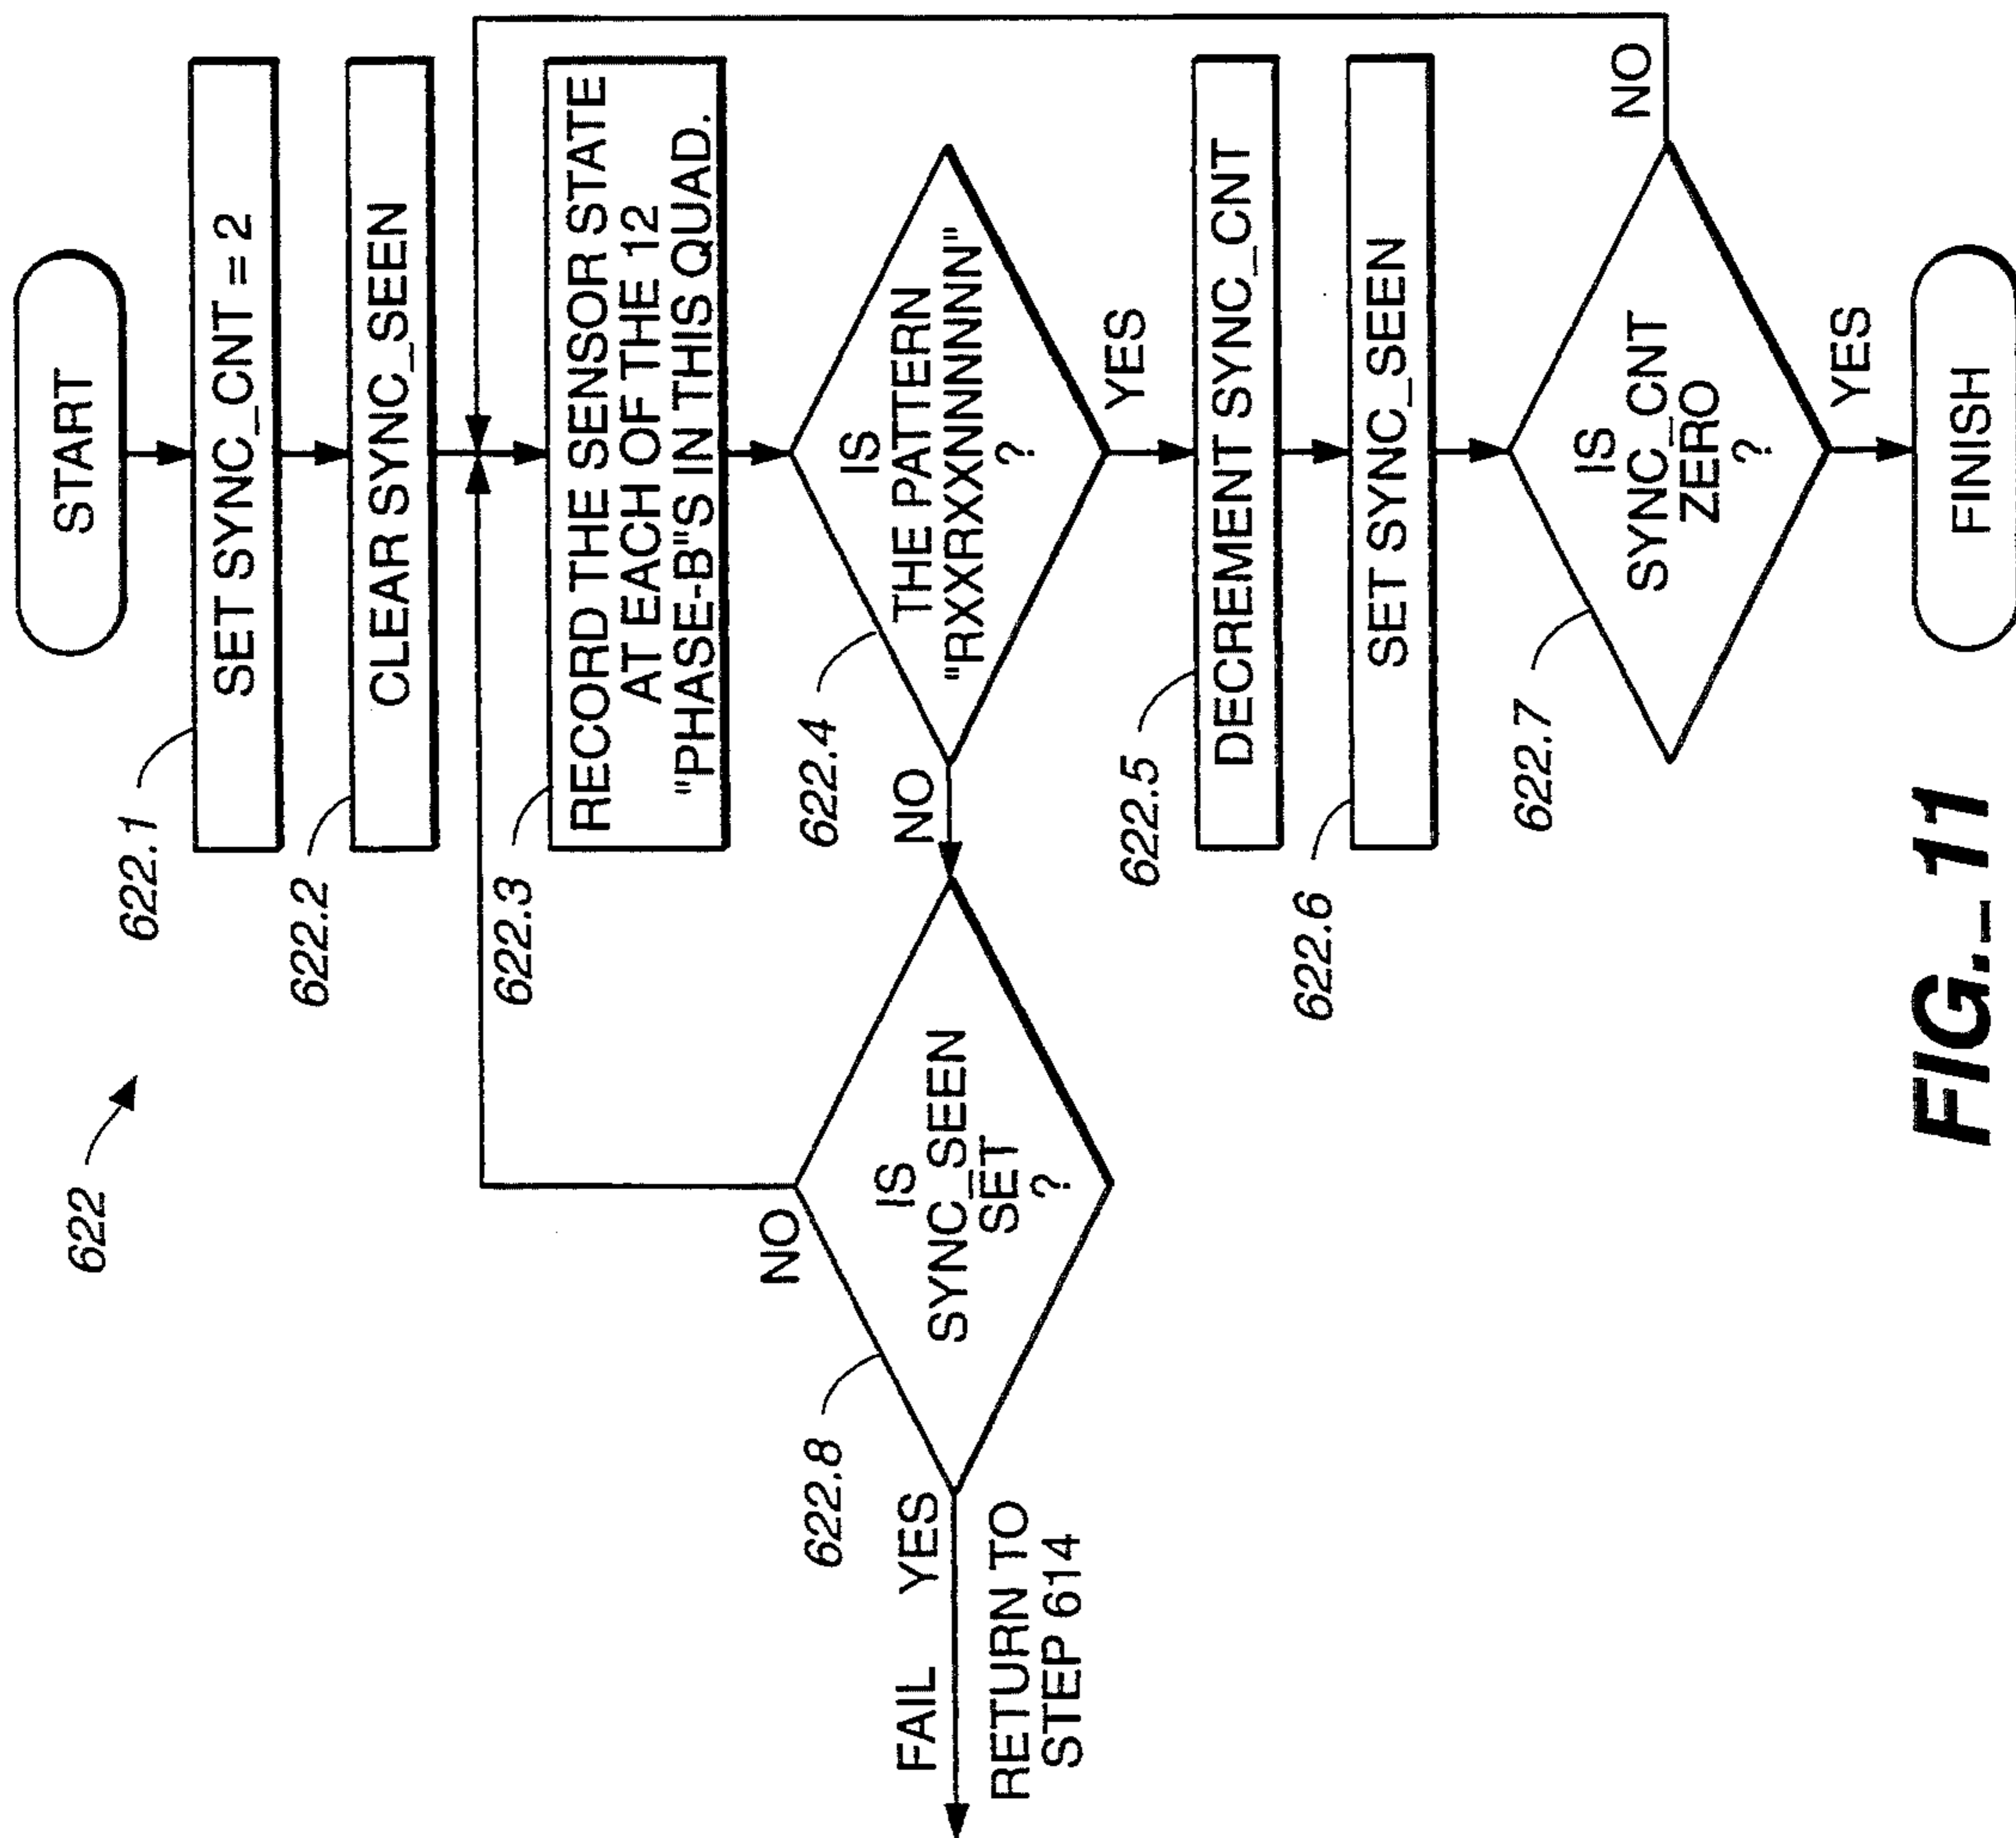 622
START
622.1
SET SYNC_CNT = 2
622.2
CLEAR SYNC_SEEN
622.3
RECORD THE SENSOR STATE
AT EACH OF THE 12
"PHASE-B"S IN THIS QUAD.
622.4
IS
THE PATTERN
"RXXRXXNNNNNN"
?
NO
YES
622.8
IS
SYNC_SEEN
SET
?
NO
FAIL YES
RETURN TO
STEP 614
622.5
DECREMENT SYNC_CNT
622.6
SET SYNC_SEEN
622.7
IS
SYNC_CNT
ZERO
?
NO
YES
FINISH
FIG._11